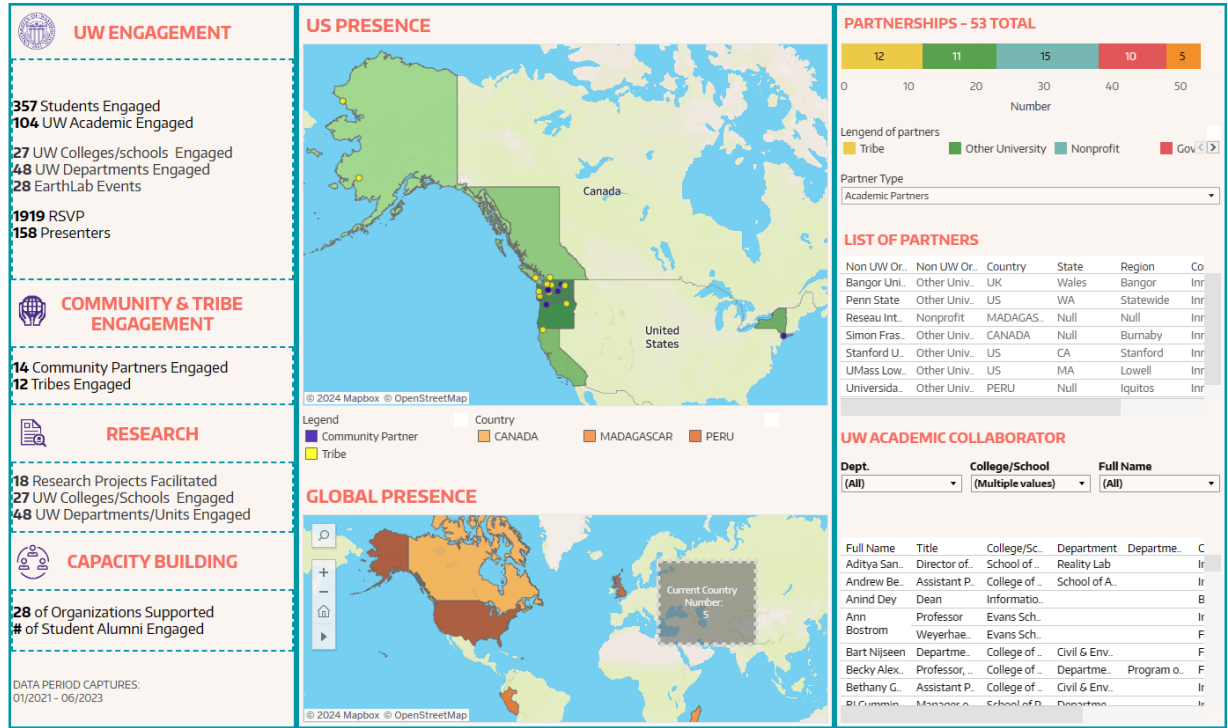 UW ENGAGEMENT
357 Students Engaged
104 UW Academic Engaged
27 UW Colleges/schools Engaged
48 UW Departments Engaged
28 EarthLab Events
1919 RSVP
158 Presenters
COMMUNITY & TRIBE
ENGAGEMENT
14 Community Partners Engaged
12 Tribes Engaged
RESEARCH
18 Research Projects Facilitated
27 UW Colleges/Schools Engaged
48 UW Departments/Units Engaged
CAPACITY BUILDING
28 of Organizations Supported
# of Student Alumni Engaged
DATA PERIOD CAPTURES:
01/2021 - 06/2023
US PRESENCE
Canada
United
States
© 2024 Mapbox © OpenStreetMap
Legend Country
Community Partner CANADA MADAGASCAR PERU
Tribe
GLOBAL PRESENCE
Current Country
Number:
5
© 2024 Mapbox © OpenStreetMap
PARTNERSHIPS - 53 TOTAL
12 11 15 10 5
0 10 20 30 40 50
Number
Lengend of partners
Tribe Other University Nonprofit Gov
Partner Type
Academic Partners
LIST OF PARTNERS
Non UW Or.. Non UW Or.. Country State Region Co
Bangor Uni.. Other Univ.. UK Wales Bangor Inr
Penn State Other Univ.. US WA Statewide Inr
Reseau Int.. Nonprofit MADAGAS.. Null Null Inr
Simon Fras.. Other Univ.. CANADA Null Burnaby Inr
Stanford U.. Other Univ.. US CA Stanford Inr
UMass Low.. Other Univ.. US MA Lowell Inr
Universida.. Other Univ.. PERU Null Iquitos Inr
UW ACADEMIC COLLABORATOR
Dept. College/School Full Name
(All) (Multiple values) (All)
Full Name Title College/Sc.. Department Departme.. C
Aditya San.. Director of.. School of .. Reality Lab Ir
Andrew Be.. Assistant P.. College of .. School of A.. Ir
Anind Dey Dean Informatio.. B
Ann Professor Evans Sch.. Ir
Bostrom Weyerhae.. Evans Sch.. F
Bart Nijseen Departme.. College of .. Civil & Env.. F
Becky Alex.. Professor, .. College of .. Departme.. Program o.. F
Bethany G.. Assistant P.. College of .. Civil & Env.. Ir